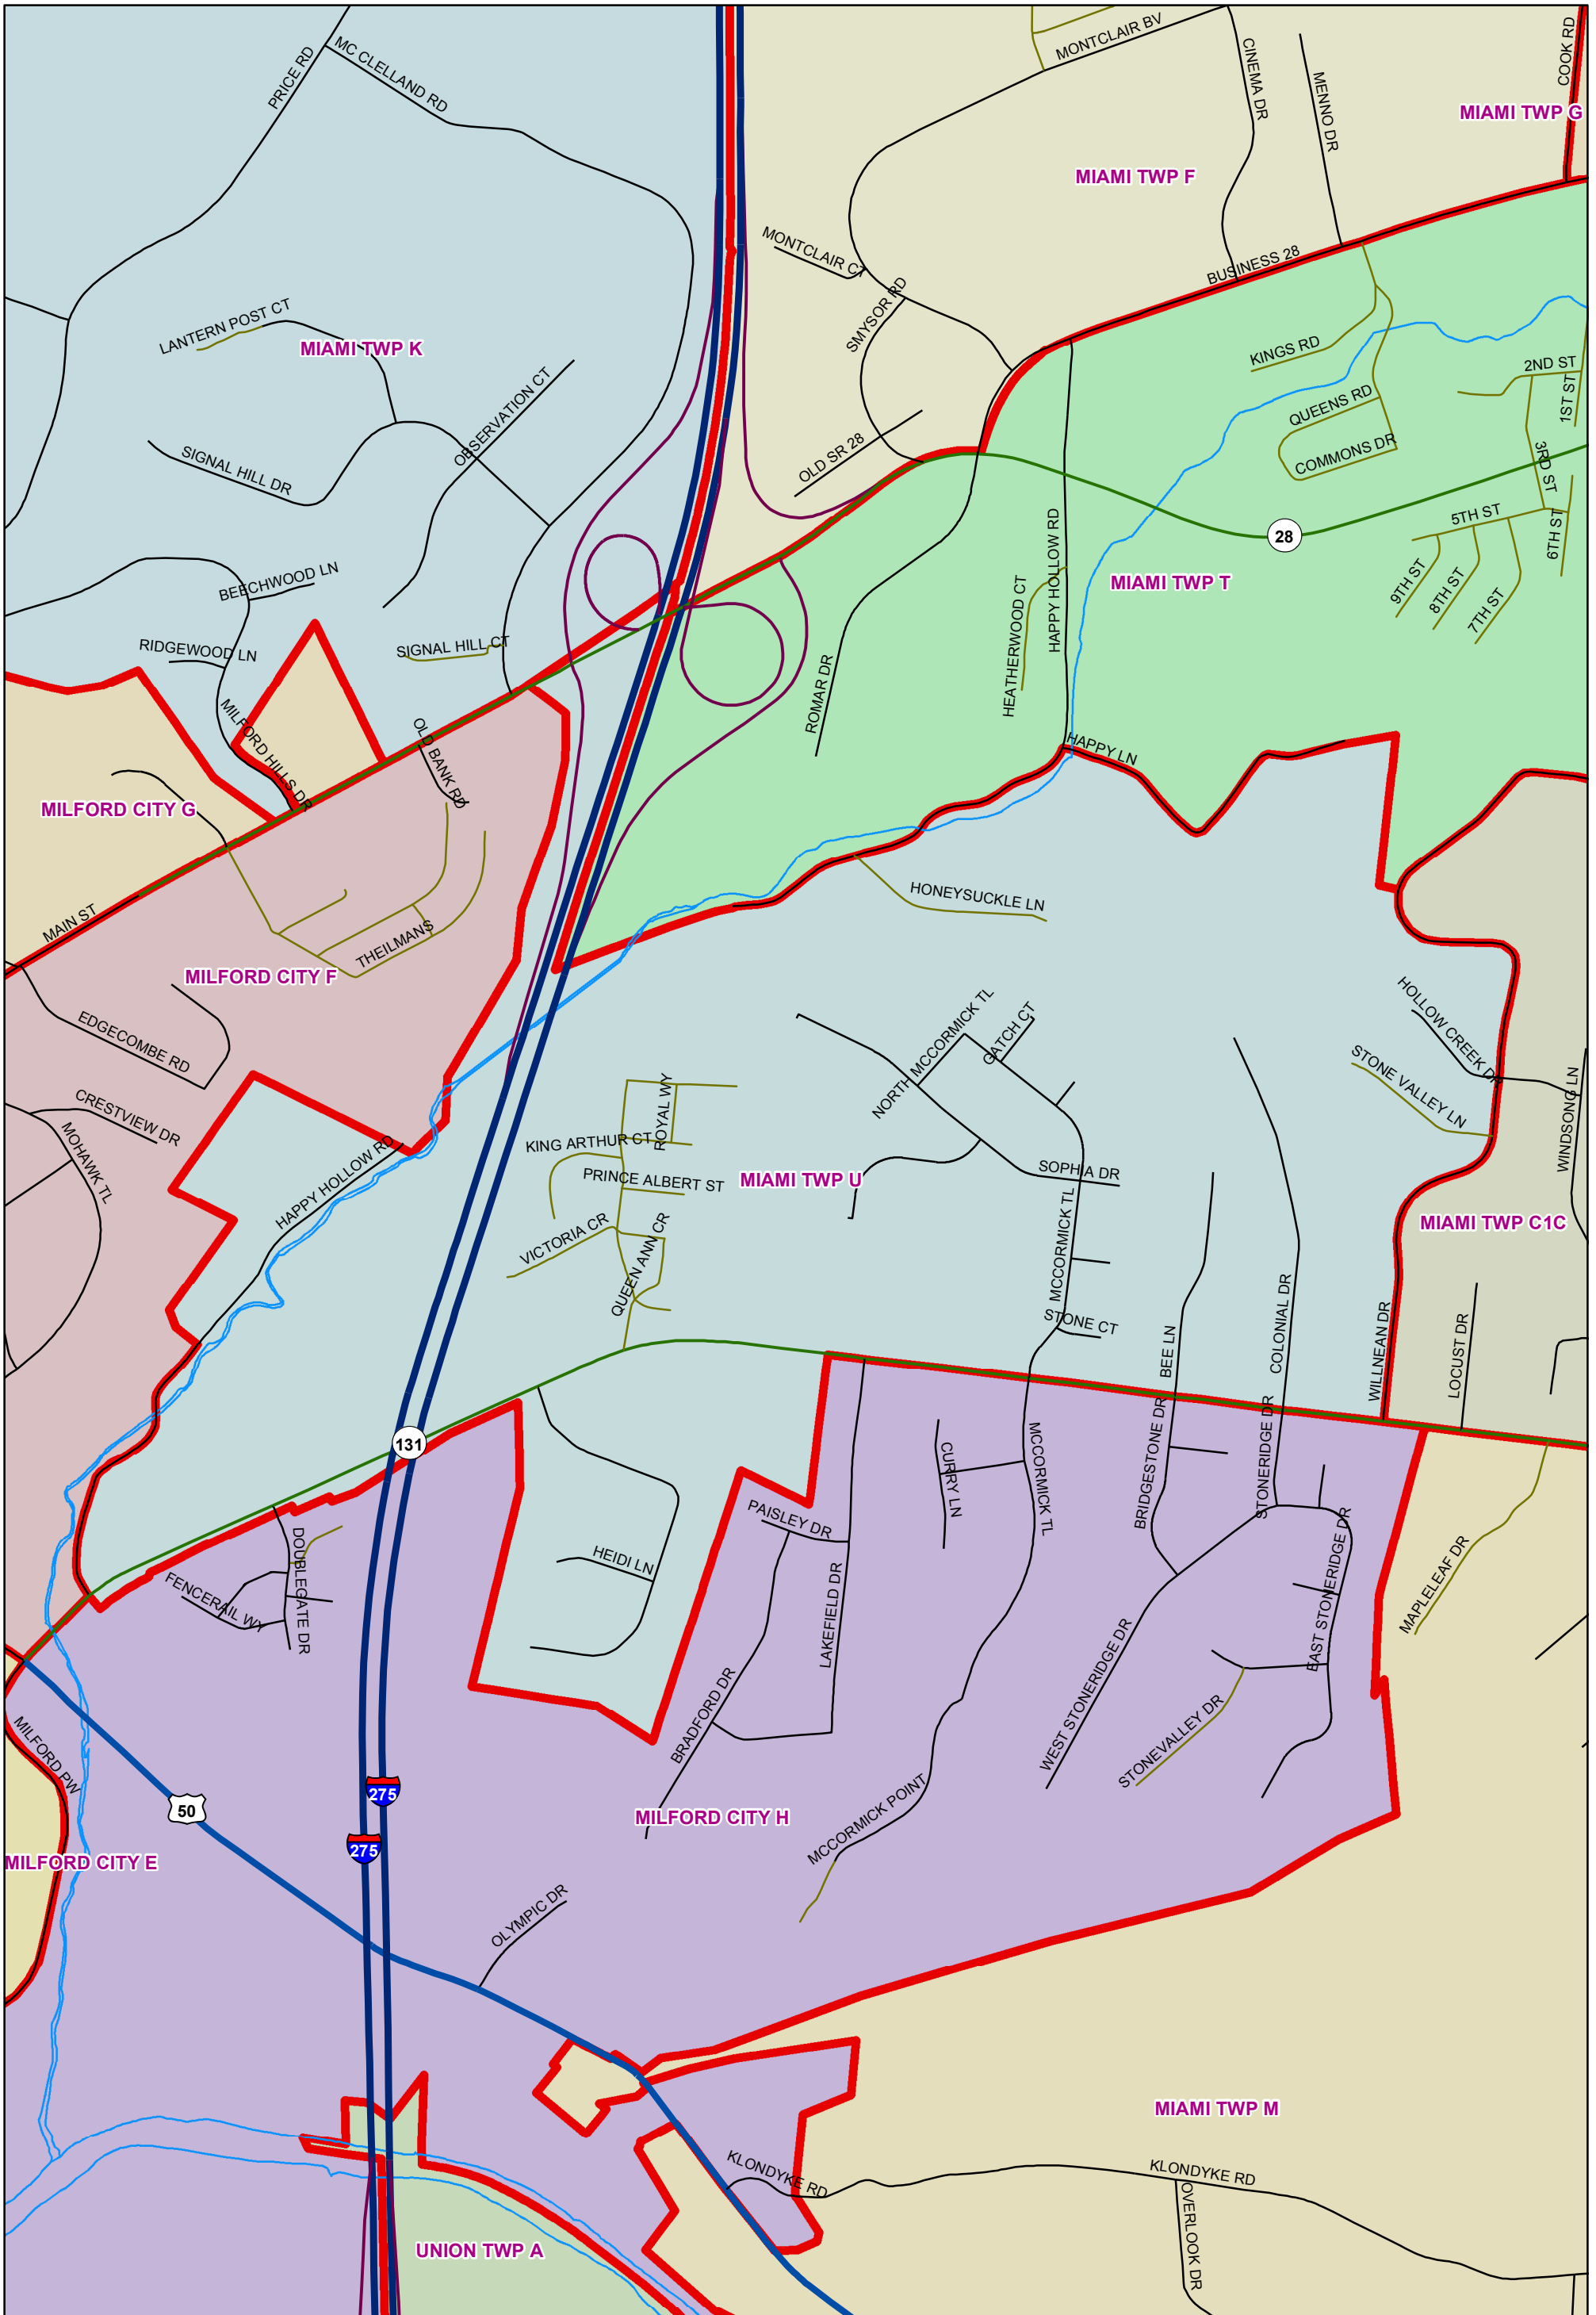 COOK RD
MONTCLAIR BV
MC CLELLAND RD
PRICE RD
CINEMA DR
MENNO DR
MIAMI TWP G
MIAMI TWP F
MONTCLAIR CT
BUSINESS 28
SMYSOR RD
LANTERN POST CT
MIAMI TWP K
KINGS RD
2ND ST
1ST ST
OBSERVATION CT
QUEENS RD
COMMONS DR
OLD SR 28
SIGNAL HILL DR
3RD ST
5TH ST
6TH ST
28
HAPPY HOLLOW RD
MIAMI TWP T
9TH ST
8TH ST
7TH ST
BEECHWOOD LN
HEATHERWOOD CT
RIDGEWOOD LN
SIGNAL HILL CT
ROMAR DR
MILFORD HILLS DR
OLD BANK RD
HAPPY LN
MILFORD CITY G
HONEYSUCKLE LN
MAIN ST
THEILMANS
MILFORD CITY F
HOLLOW CREEK DR
NORTH MCCORMICK TL
GATCH CT
EDGECOMBE RD
STONE VALLEY LN
WINDSONG LN
CRESTVIEW DR
ROYAL WY
MOHAWK TL
KING ARTHUR CT
HAPPY HOLLOW RD
PRINCE ALBERT ST
MIAMI TWP U
SOPHIA DR
MIAMI TWP C1C
VICTORIA CR
QUEEN ANN CR
MCCORMICK TL
STONE CT
BEE LN
COLONIAL DR
WILLNEAN DR
LOCUST DR
131
CURRY LN
MCCORMICK TL
BRIDGESTONE DR
STONERIDGE DR
PAISLEY DR
HEIDI LN
DOUBLEGATE DR
FENCERAIL WY
LAKEFIELD DR
EAST STONERIDGE DR
MAPLELEAF DR
BRADFORD DR
WEST STONERIDGE DR
STONEVALLEY DR
MILFORD PW
275
50
MILFORD CITY H
MCCORMICK POINT
275
MILFORD CITY E
OLYMPIC DR
MIAMI TWP M
KLONDYKE RD
KLONDYKE RD
OVERLOOK DR
UNION TWP A